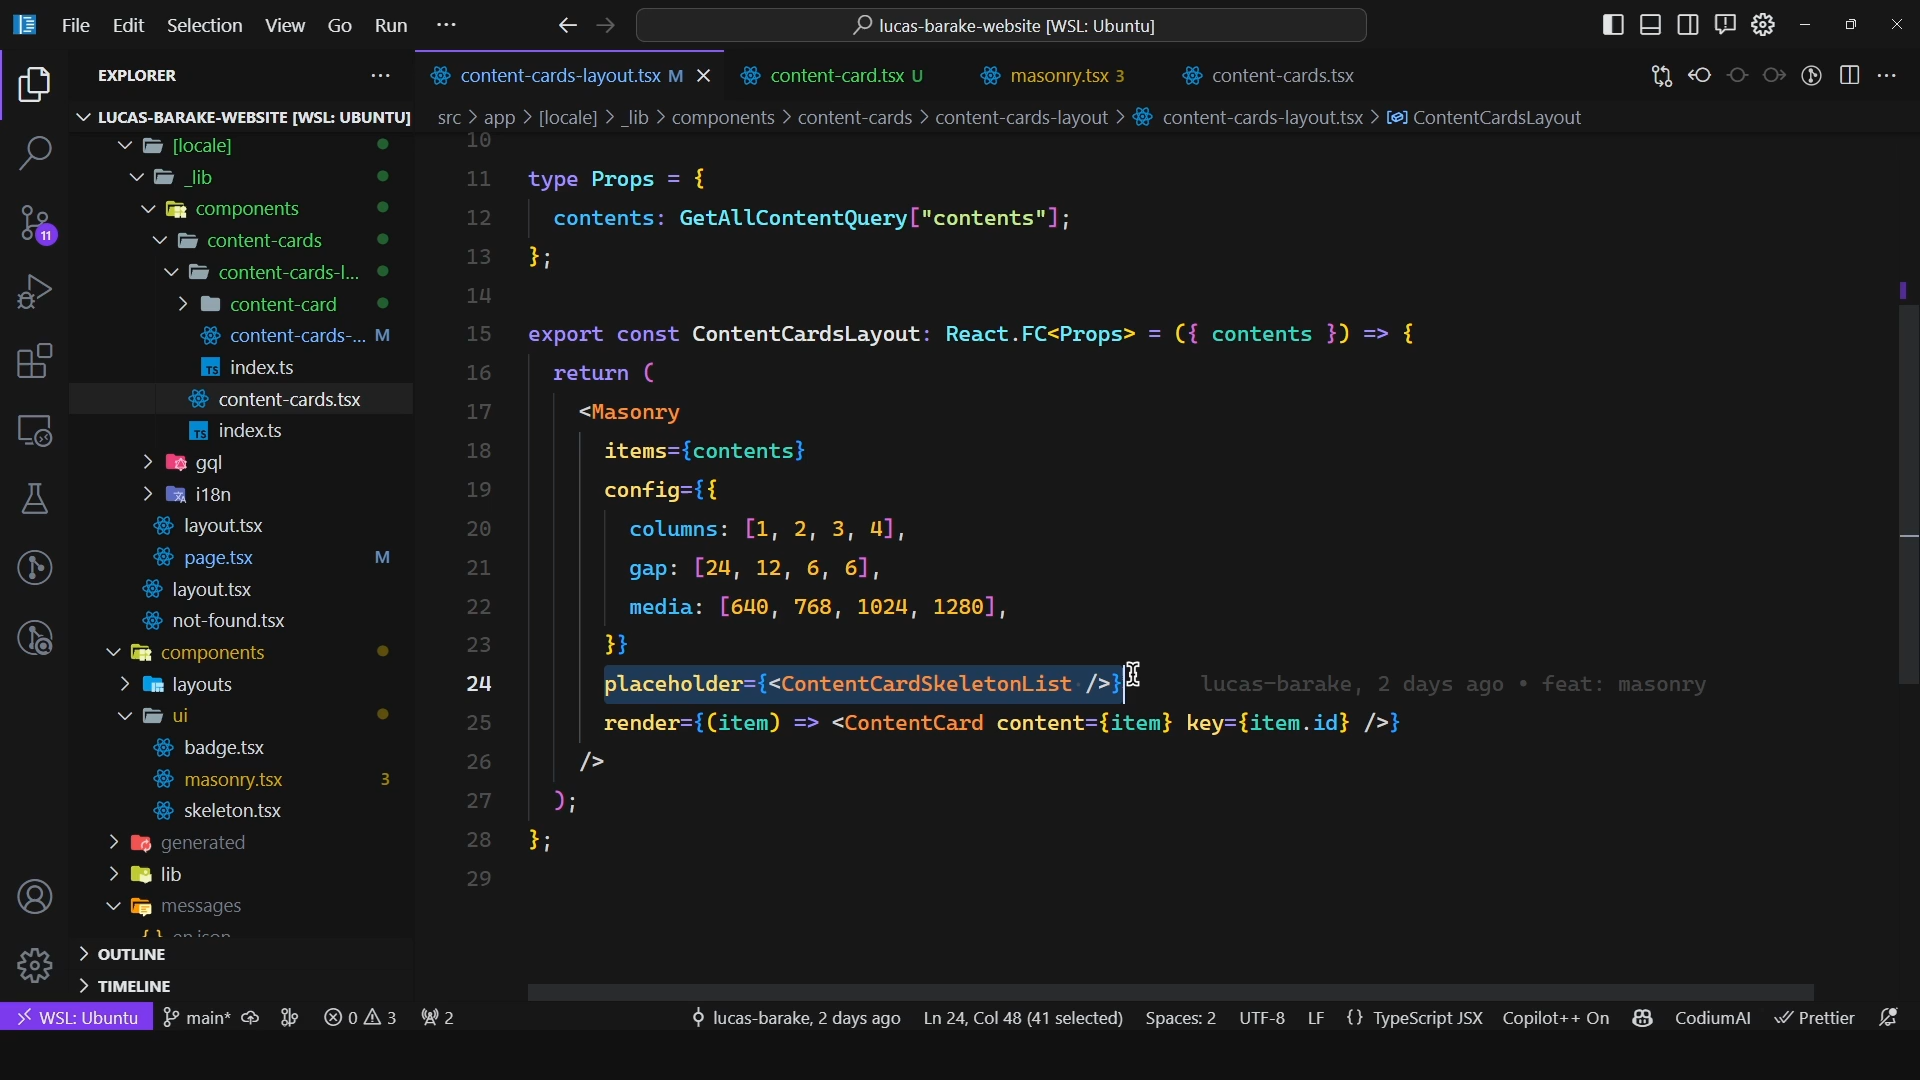 File Edit Selection View Go Run ···
lucas-barake-website [WSL: Ubuntu]
EXPLORER
LUCAS-BARAKE-WEBSITE [WSL: UBUNTU]
[locale]
_lib
components
content-cards
content-cards-l...
content-card
content-cards-... M
index.ts
content-cards.tsx
index.ts
gql
i18n
layout.tsx
page.tsx M
layout.tsx
not-found.tsx
components
layouts
ui
badge.tsx
masonry.tsx 3
skeleton.tsx
generated
lib
messages
OUTLINE
TIMELINE
11
content-cards-layout.tsx M content-card.tsx U masonry.tsx 3 content-cards.tsx
src > app > [locale] > _lib > components > content-cards > content-cards-layout > content-cards-layout.tsx > ContentCardsLayout
10
11 type Props = {
12 contents: GetAllContentQuery["contents"];
13 };
14
15 export const ContentCardsLayout: React.FC<Props> = ({ contents }) => {
16 return (
17 <Masonry
18 items={contents}
19 config={{
20 columns: [1, 2, 3, 4],
21 gap: [24, 12, 6, 6],
22 media: [640, 768, 1024, 1280],
23 }}
24 placeholder={<ContentCardSkeletonList />} lucas-barake, 2 days ago • feat: masonry
25 render={(item) => <ContentCard content={item} key={item.id} />}
26 />
27 );
28 };
29
WSL: Ubuntu main* 0 3 2 lucas-barake, 2 days ago Ln 24, Col 48 (41 selected) Spaces: 2 UTF-8 LF {} TypeScript JSX Copilot++ On CodiumAI Prettier